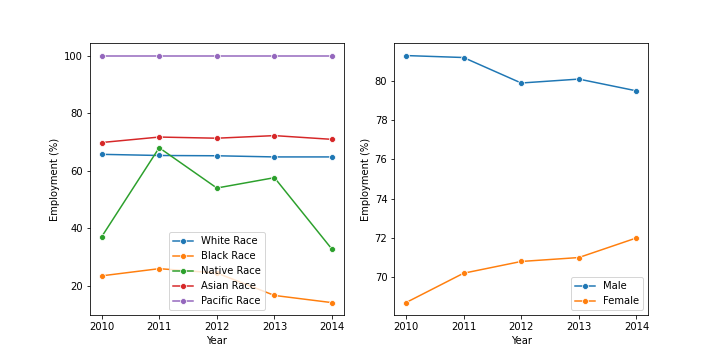 100
80
60
40
20
Employment (%)
2010 2011 2012 2013 2014
Year
White Race
Black Race
Native Race
Asian Race
Pacific Race
80
78
76
74
72
70
Employment (%)
2010 2011 2012 2013 2014
Year
Male
Female